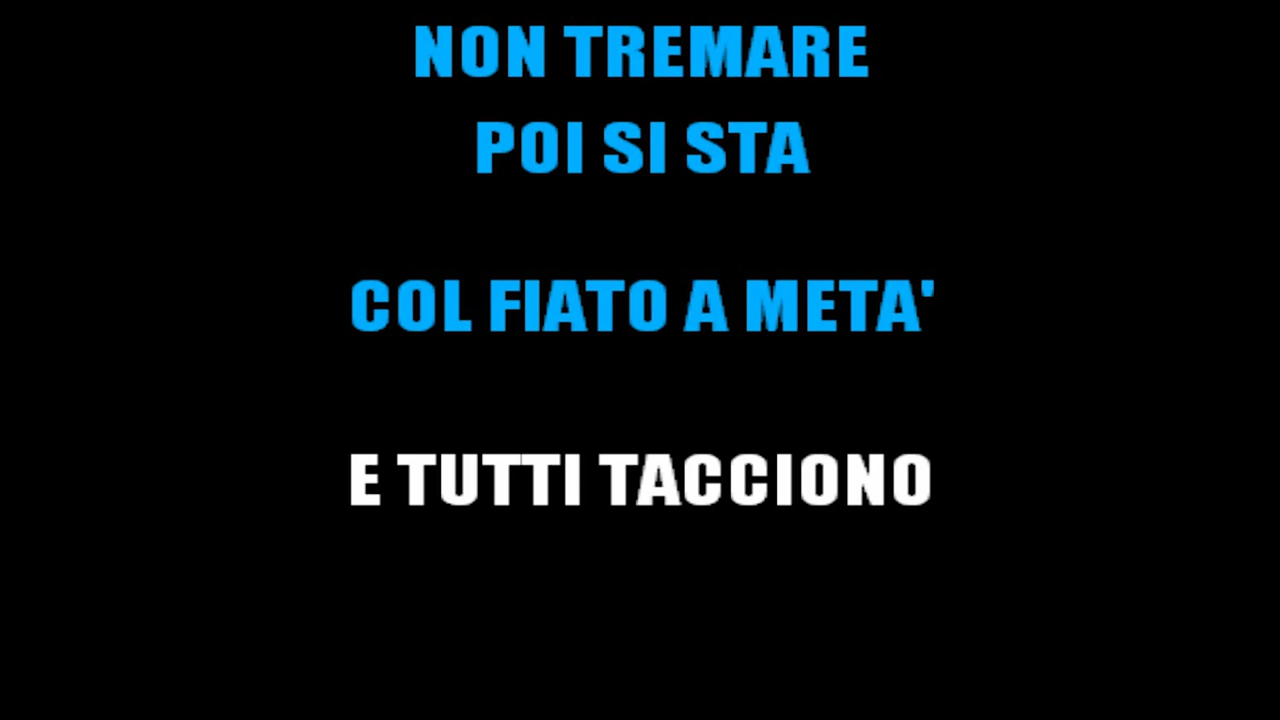 NON TREMARE
POI SI STA
COL FIATO A META'
E TUTTI TACCIONO